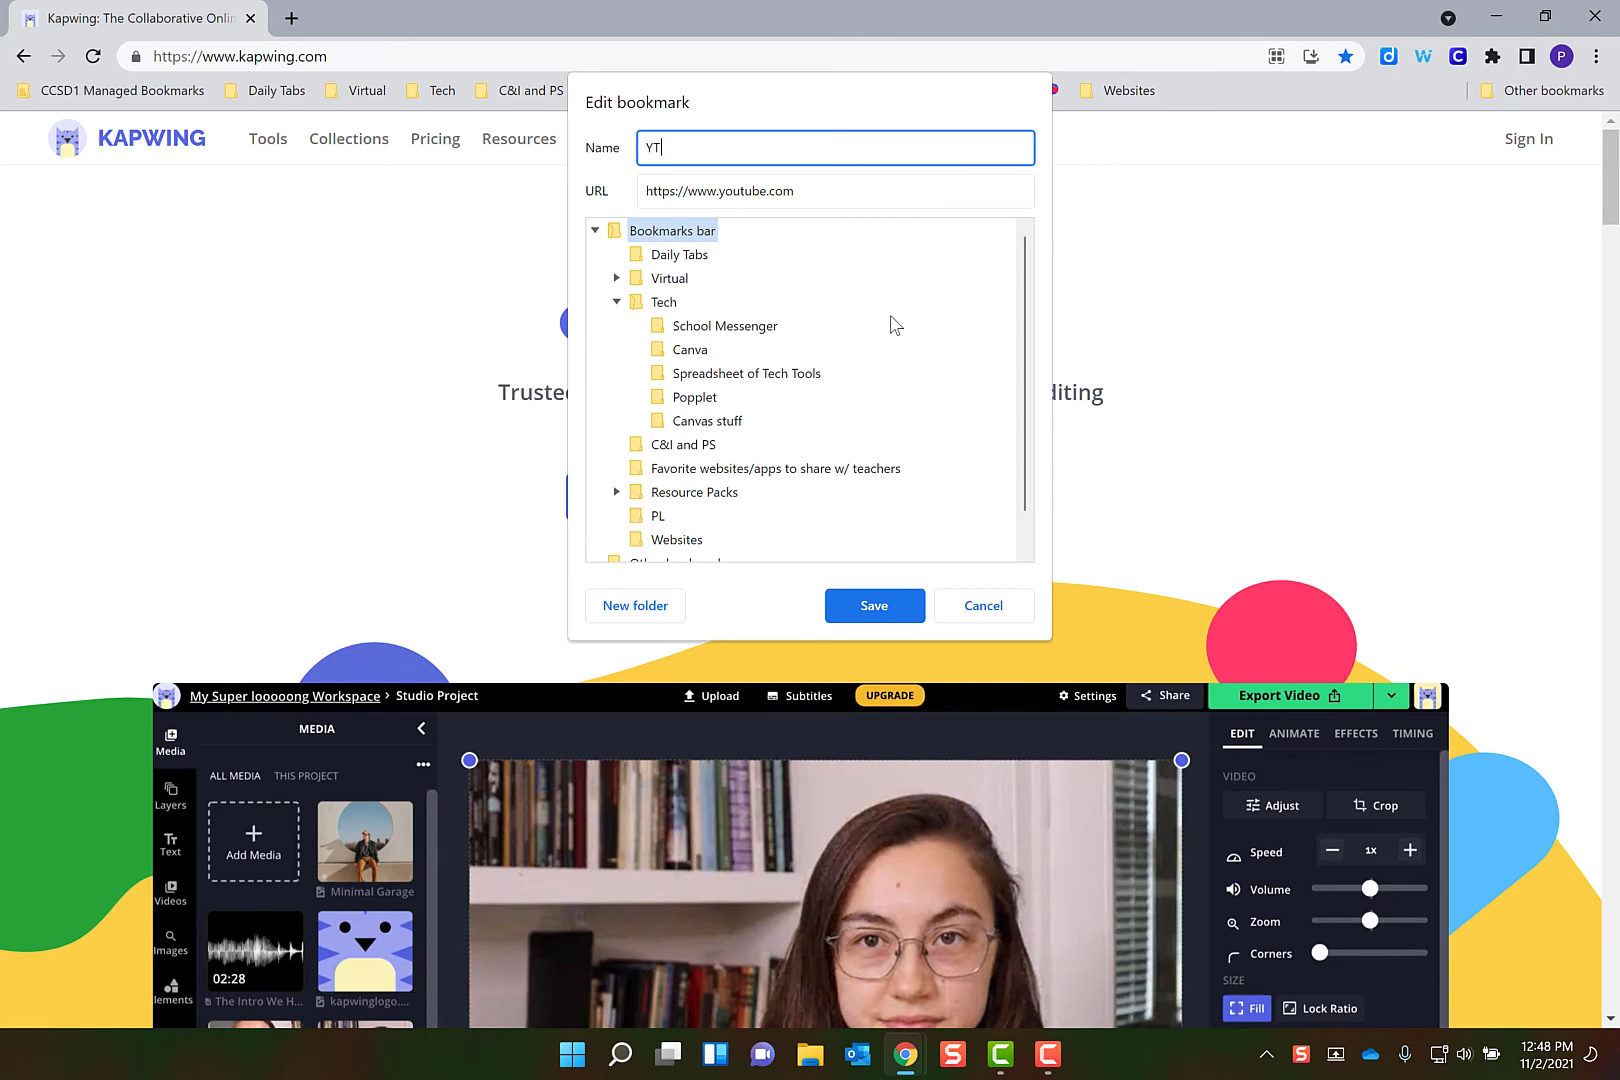 Kapwing: The Collaborative Onlin
https://www.kapwing.com
CCSD1 Managed Bookmarks
Daily Tabs
Virtual
Tech
C&I and PS
Websites
Other bookmarks
KAPWING
Tools
Collections
Pricing
Resources
Sign In
Edit bookmark
Name
YT
URL
https://www.youtube.com
Bookmarks bar
Daily Tabs
Virtual
Tech
School Messenger
Canva
Spreadsheet of Tech Tools
Popplet
Canvas stuff
C&I and PS
Favorite websites/apps to share w/ teachers
Resource Packs
PL
Websites
New folder
Save
Cancel
My Super looooong Workspace › Studio Project
Upload
Subtitles
UPGRADE
Settings
Share
Export Video
MEDIA
Media
ALL MEDIA
THIS PROJECT
Layers
Text
Videos
Images
lements
Add Media
Minimal Garage
02:28
The Intro We H...
kapwinglogo....
EDIT
ANIMATE
EFFECTS
TIMING
VIDEO
Adjust
Crop
Speed
1x
Volume
Zoom
Corners
SIZE
Fill
Lock Ratio
12:48 PM
11/2/2021